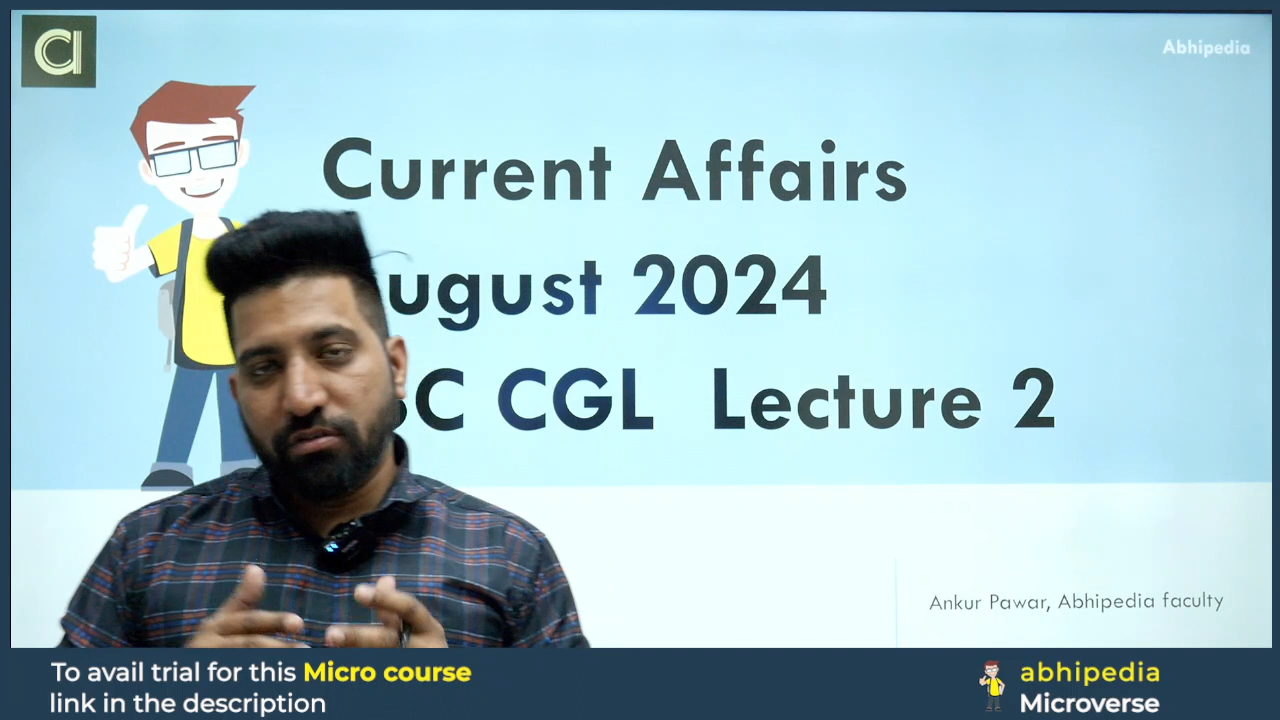 Abhipedia
Current Affairs
ugust 2024
C CGL Lecture 2
Ankur Pawar, Abhipedia faculty
To avail trial for this Micro course
link in the description
abhipedia
Microverse